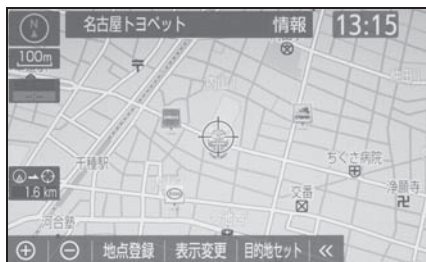 N
名古屋トヨペット 情報 13:15
100m
内山
千種駅
ちくさ病院
1.6 km
交番
浄願寺
河合塾
地点登録 表示変更 目的地セット